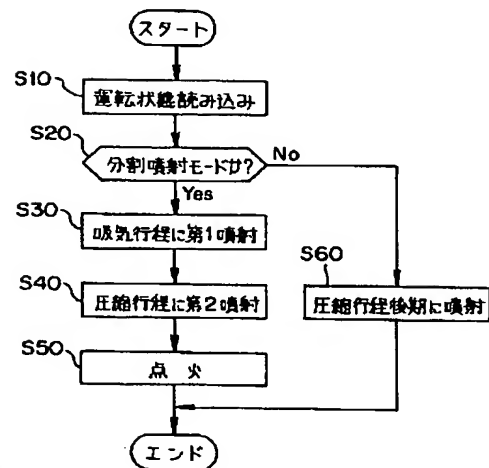 スタート
S10
運転状態読み込み
S20
分割噴射モードか?
No
Yes
S30
吸気行程に第1噴射
S60
S40
圧縮行程に第2噴射
圧縮行程後期に噴射
S50
点火
エンド